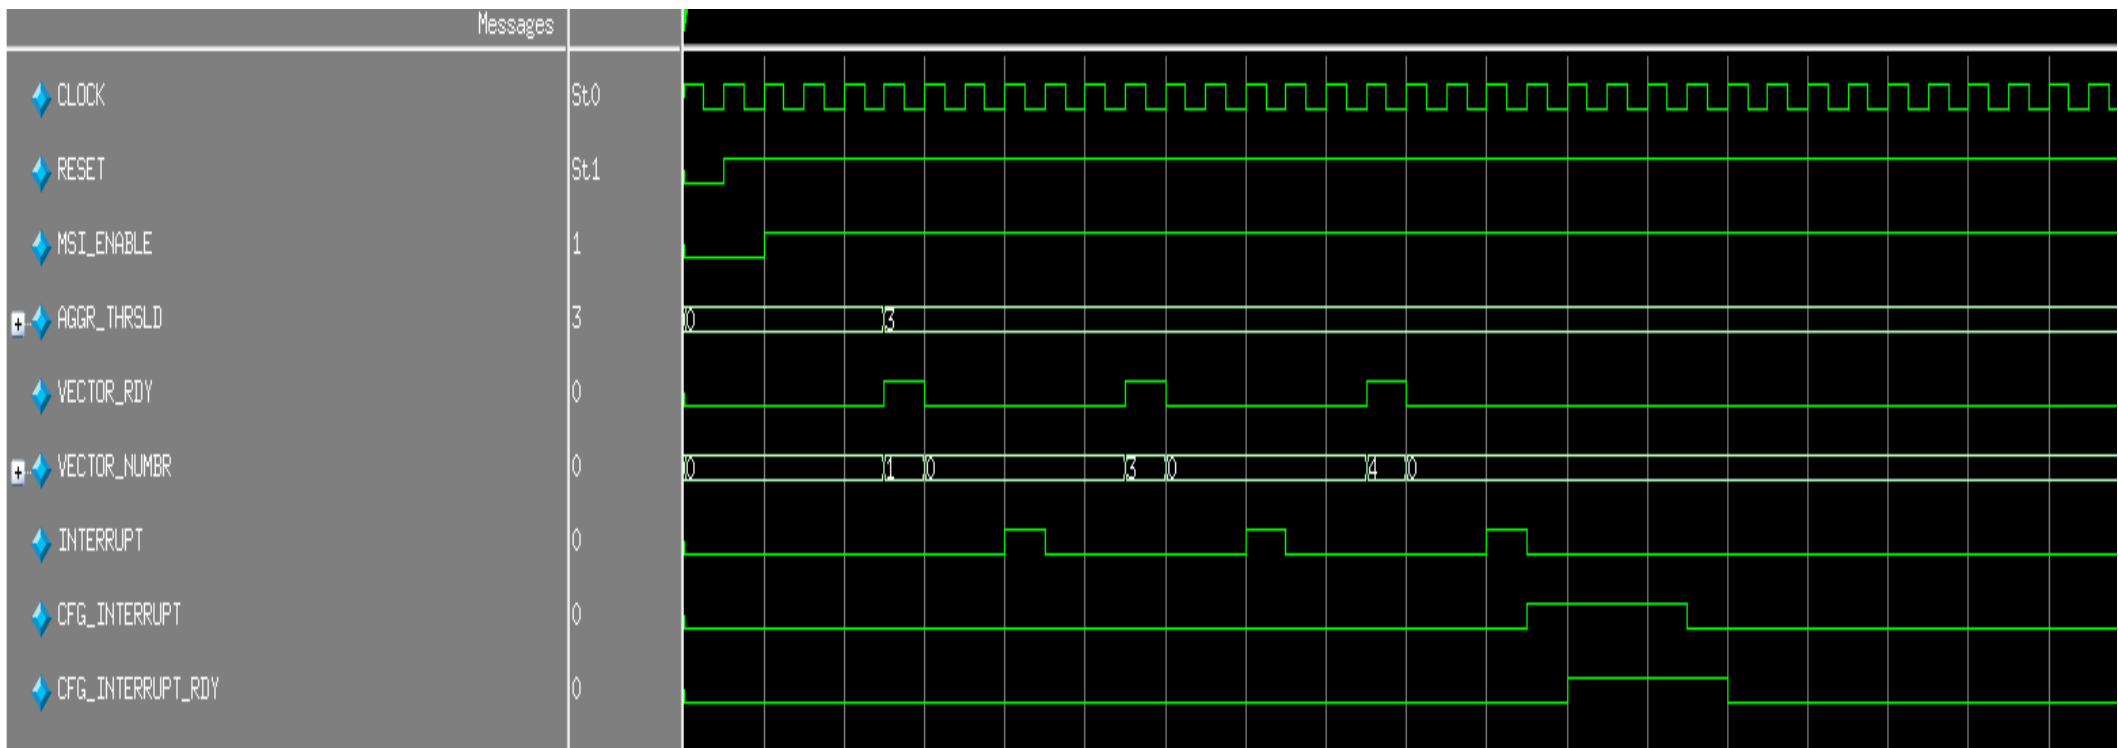 Messages
CLOCK St0
RESET St1
MSI_ENABLE 1
AGGR_THRSLD 3 0 3
VECTOR_RDY 0
VECTOR_NUMBR 0 0 1 0 3 0 4 0
INTERRUPT 0
CFG_INTERRUPT 0
CFG_INTERRUPT_RDY 0